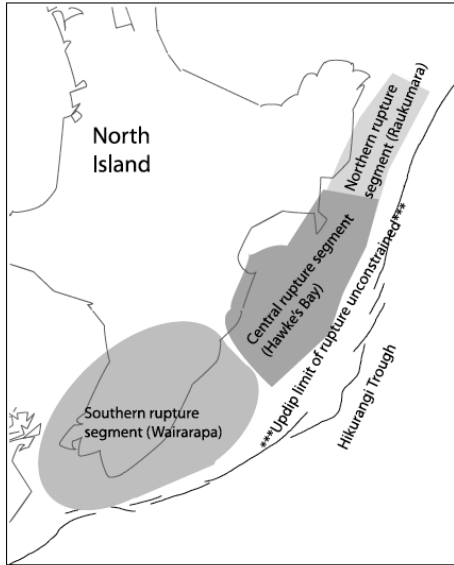 North
Island
Northern rupture
segment (Raukumara)
Central rupture segment
(Hawke's Bay)
***Updip limit of rupture unconstrained***
Hikurangi Trough
Southern rupture
segment (Wairarapa)